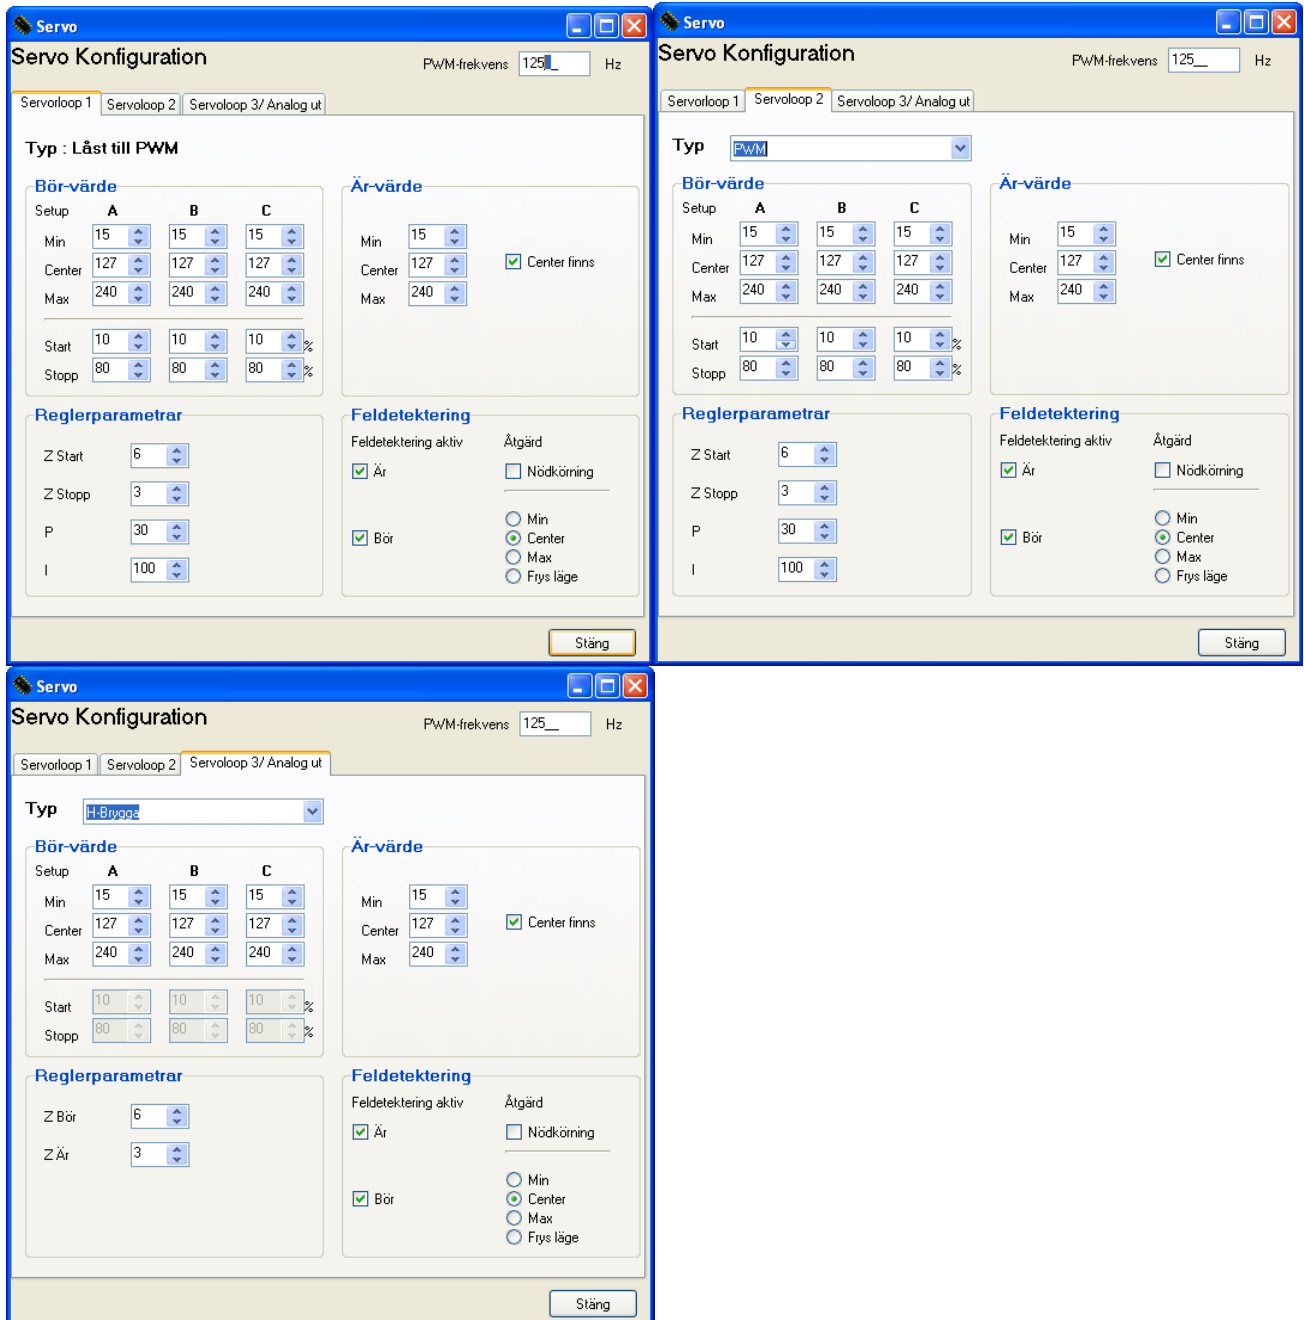 Servo
Servo Konfiguration
PWM-frekvens 125_ Hz
Servorloop 1 Servoloop 2 Servoloop 3/ Analog ut
Typ : Låst till PWM
Bör-värde
Setup A B C
Min 15 15 15
Center 127 127 127
Max 240 240 240
Start 10 10 10 %
Stopp 80 80 80 %
Är-värde
Min 15
Center 127
Max 240
Center finns
Reglerparametrar
Z Start 6
Z Stopp 3
P 30
I 100
Feldetektering
Feldetektering aktiv Åtgärd
Är Nödkörning
Bör
Min
Center
Max
Frys läge
Stäng
Servo
Servo Konfiguration
PWM-frekvens 125__ Hz
Servorloop 1 Servoloop 2 Servoloop 3/ Analog ut
Typ PWM
Bör-värde
Setup A B C
Min 15 15 15
Center 127 127 127
Max 240 240 240
Start 10 10 10 %
Stopp 80 80 80 %
Är-värde
Min 15
Center 127
Max 240
Center finns
Reglerparametrar
Z Start 6
Z Stopp 3
P 30
I 100
Feldetektering
Feldetektering aktiv Åtgärd
Är Nödkörning
Bör
Min
Center
Max
Frys läge
Stäng
Servo
Servo Konfiguration
PWM-frekvens 125__ Hz
Servorloop 1 Servoloop 2 Servoloop 3/ Analog ut
Typ H-Brygga
Bör-värde
Setup A B C
Min 15 15 15
Center 127 127 127
Max 240 240 240
Start 10 10 10 %
Stopp 80 80 80 %
Är-värde
Min 15
Center 127
Max 240
Center finns
Reglerparametrar
Z Bör 6
Z Är 3
Feldetektering
Feldetektering aktiv Åtgärd
Är Nödkörning
Bör
Min
Center
Max
Frys läge
Stäng